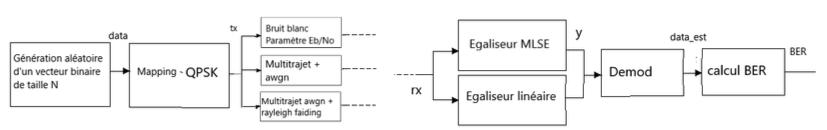 Génération aléatoire
d'un vecteur binaire
de taille N
data
Mapping - QPSK
tx
Bruit blanc
Paramètre Eb/No
Multitrajet +
awgn
Multitrajet awgn +
rayleigh faiding
rx
Egaliseur MLSE
Egaliseur linéaire
y
Demod
data_est
calcul BER
BER